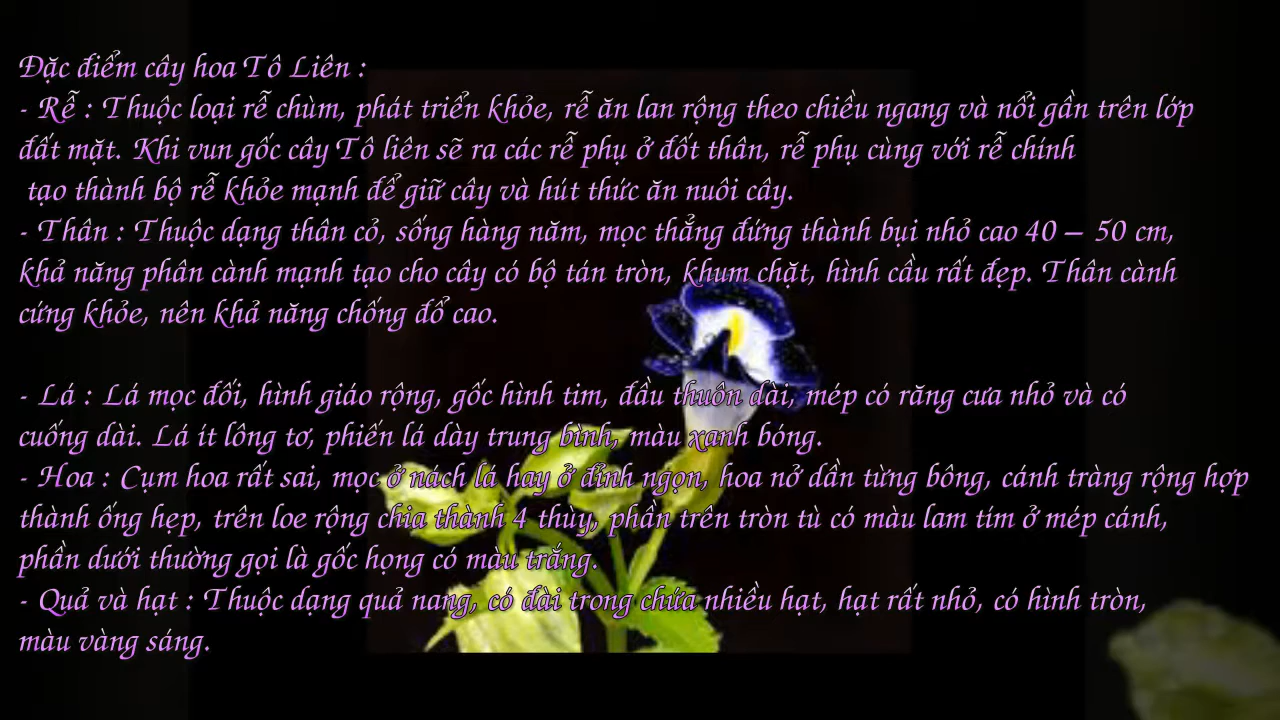 Đặc điểm cây hoa Tô Liên :
- Rễ : Thuộc loại rễ chùm, phát triển khỏe, rễ ăn lan rộng theo chiều ngang và nổi gần trên lớp
đất mặt. Khi vun gốc cây Tô liên sẽ ra các rễ phụ ở đốt thân, rễ phụ cùng với rễ chính
tạo thành bộ rễ khỏe mạnh để giữ cây và hút thức ăn nuôi cây.
- Thân : Thuộc dạng thân cỏ, sống hàng năm, mọc thẳng đứng thành bụi nhỏ cao 40 – 50 cm,
khả năng phân cành mạnh tạo cho cây có bộ tán tròn, khum chặt, hình cầu rất đẹp. Thân cành
cứng khỏe, nên khả năng chống đổ cao.
- Lá : Lá mọc đối, hình giáo rộng, gốc hình tim, đầu thuôn dài, mép có răng cưa nhỏ và có
cuống dài. Lá ít lông tơ, phiến lá dày trung bình, màu xanh bóng.
- Hoa : Cụm hoa rất sai, mọc ở nách lá hay ở đỉnh ngọn, hoa nở dần từng bông, cánh tràng rộng hợp
thành ống hẹp, trên loe rộng chia thành 4 thùy, phần trên tròn tù có màu lam tím ở mép cánh,
phần dưới thường gọi là gốc họng có màu trắng.
- Quả và hạt : Thuộc dạng quả nang, có đài trong chứa nhiều hạt, hạt rất nhỏ, có hình tròn,
màu vàng sáng.